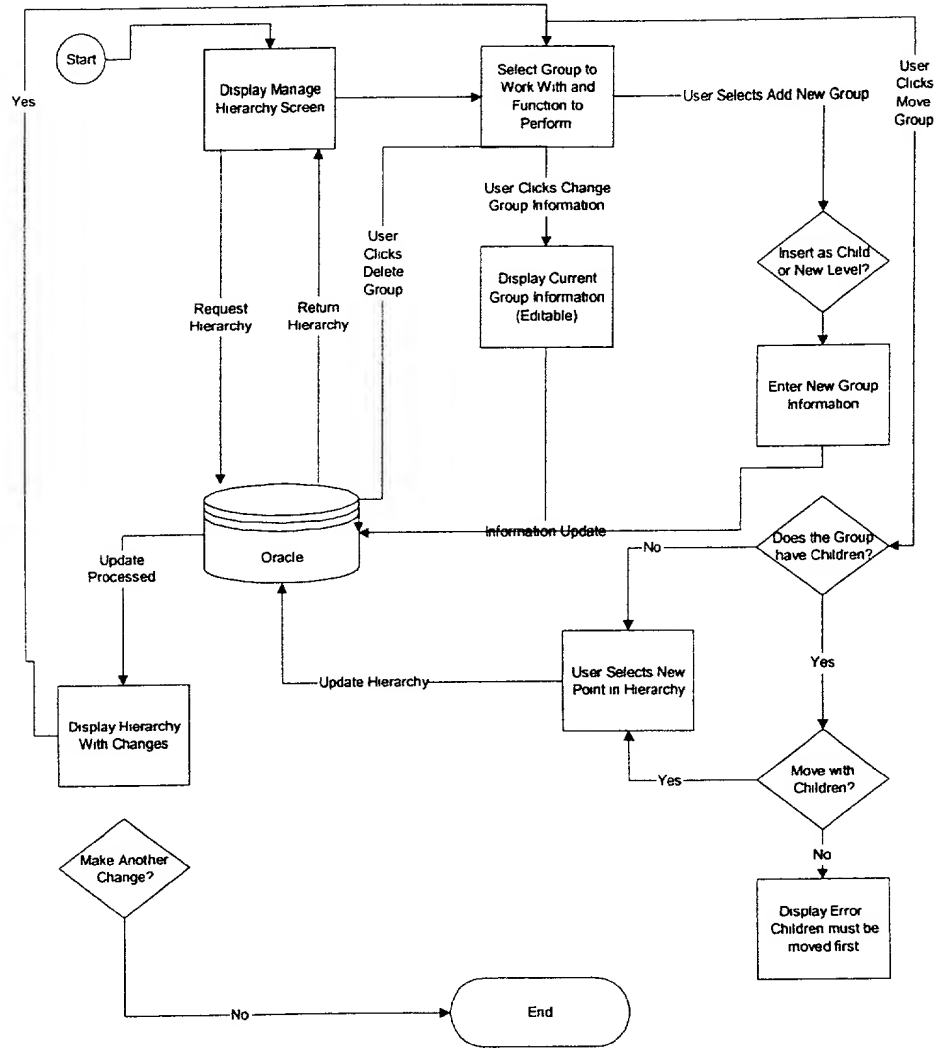 Start
Yes
Display Manage
Hierarchy Screen
Select Group to
Work With and
Function to
Perform
User Selects Add New Group
User
Clicks
Move
Group
User Clicks Change
Group Information
User
Clicks
Delete
Group
Insert as Child
or New Level?
Display Current
Group Information
(Editable)
Request
Hierarchy
Return
Hierarchy
Enter New Group
Information
Information Update
Oracle
Does the Group
have Children?
No
Update
Processed
Yes
User Selects New
Point in Hierarchy
Update Hierarchy
Display Hierarchy
With Changes
Move with
Children?
Yes
No
Make Another
Change?
Display Error
Children must be
moved first
No
End